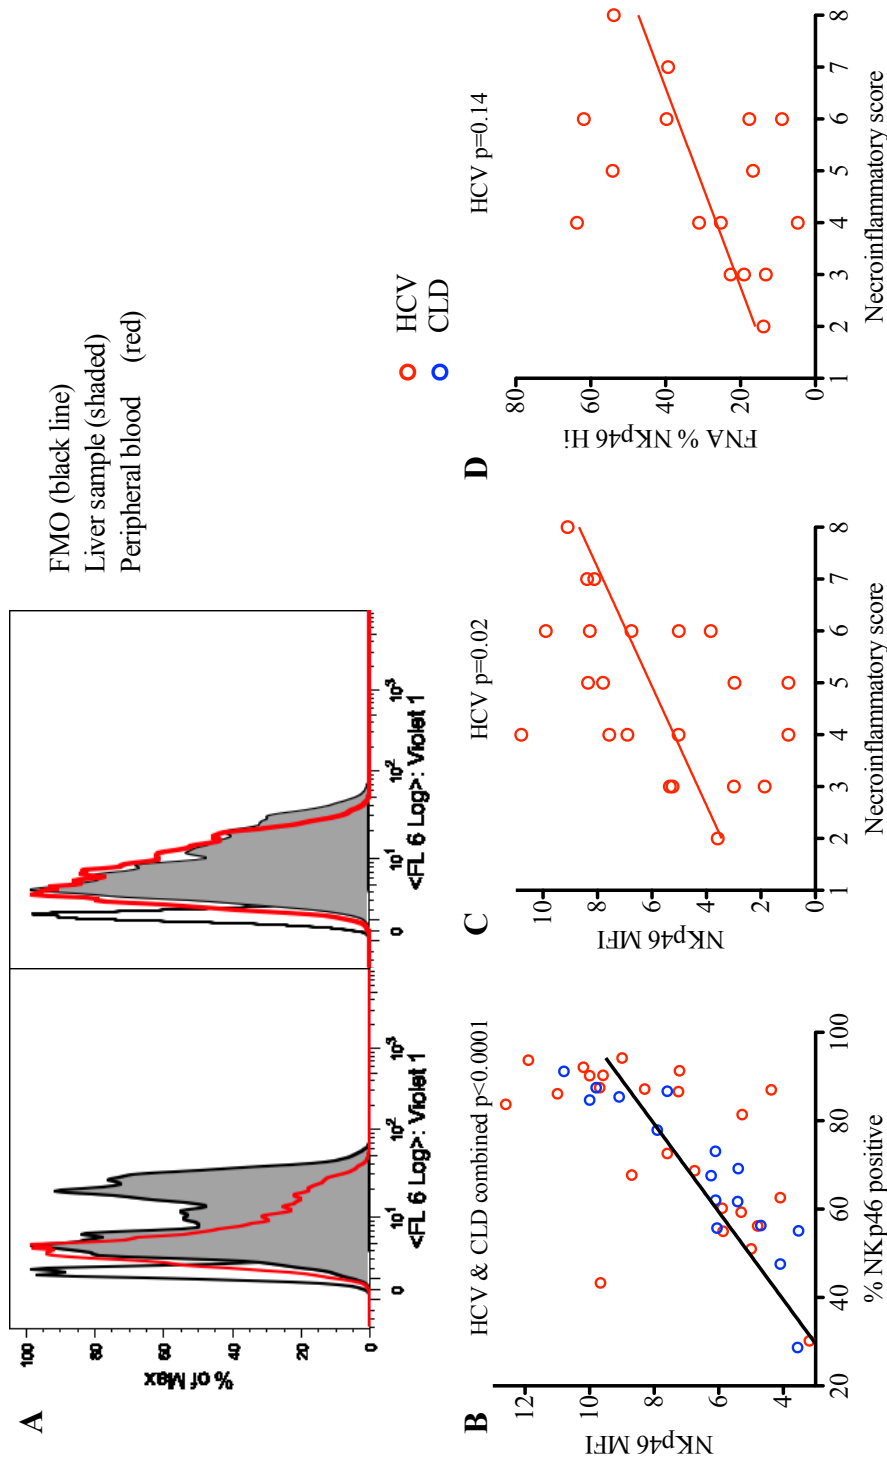 A
% of Max
100
80
60
40
20
0
0 10¹ 10² 10³
<FL 6 Log>: Violet 1
0 10¹ 10² 10³
<FL 6 Log>: Violet 1
FMO (black line)
Liver sample (shaded)
Peripheral blood (red)
HCV
CLD
B
HCV & CLD combined p<0.0001
NKp46 MFI
12
10
8
6
4
20 40 60 80 100
% NKp46 positive
C
HCV p=0.02
NKp46 MFI
10
8
6
4
2
0
1 2 3 4 5 6 7 8
Necroinflammatory score
D
HCV p=0.14
FNA % NKp46 Hi
80
60
40
20
0
1 2 3 4 5 6 7 8
Necroinflammatory score